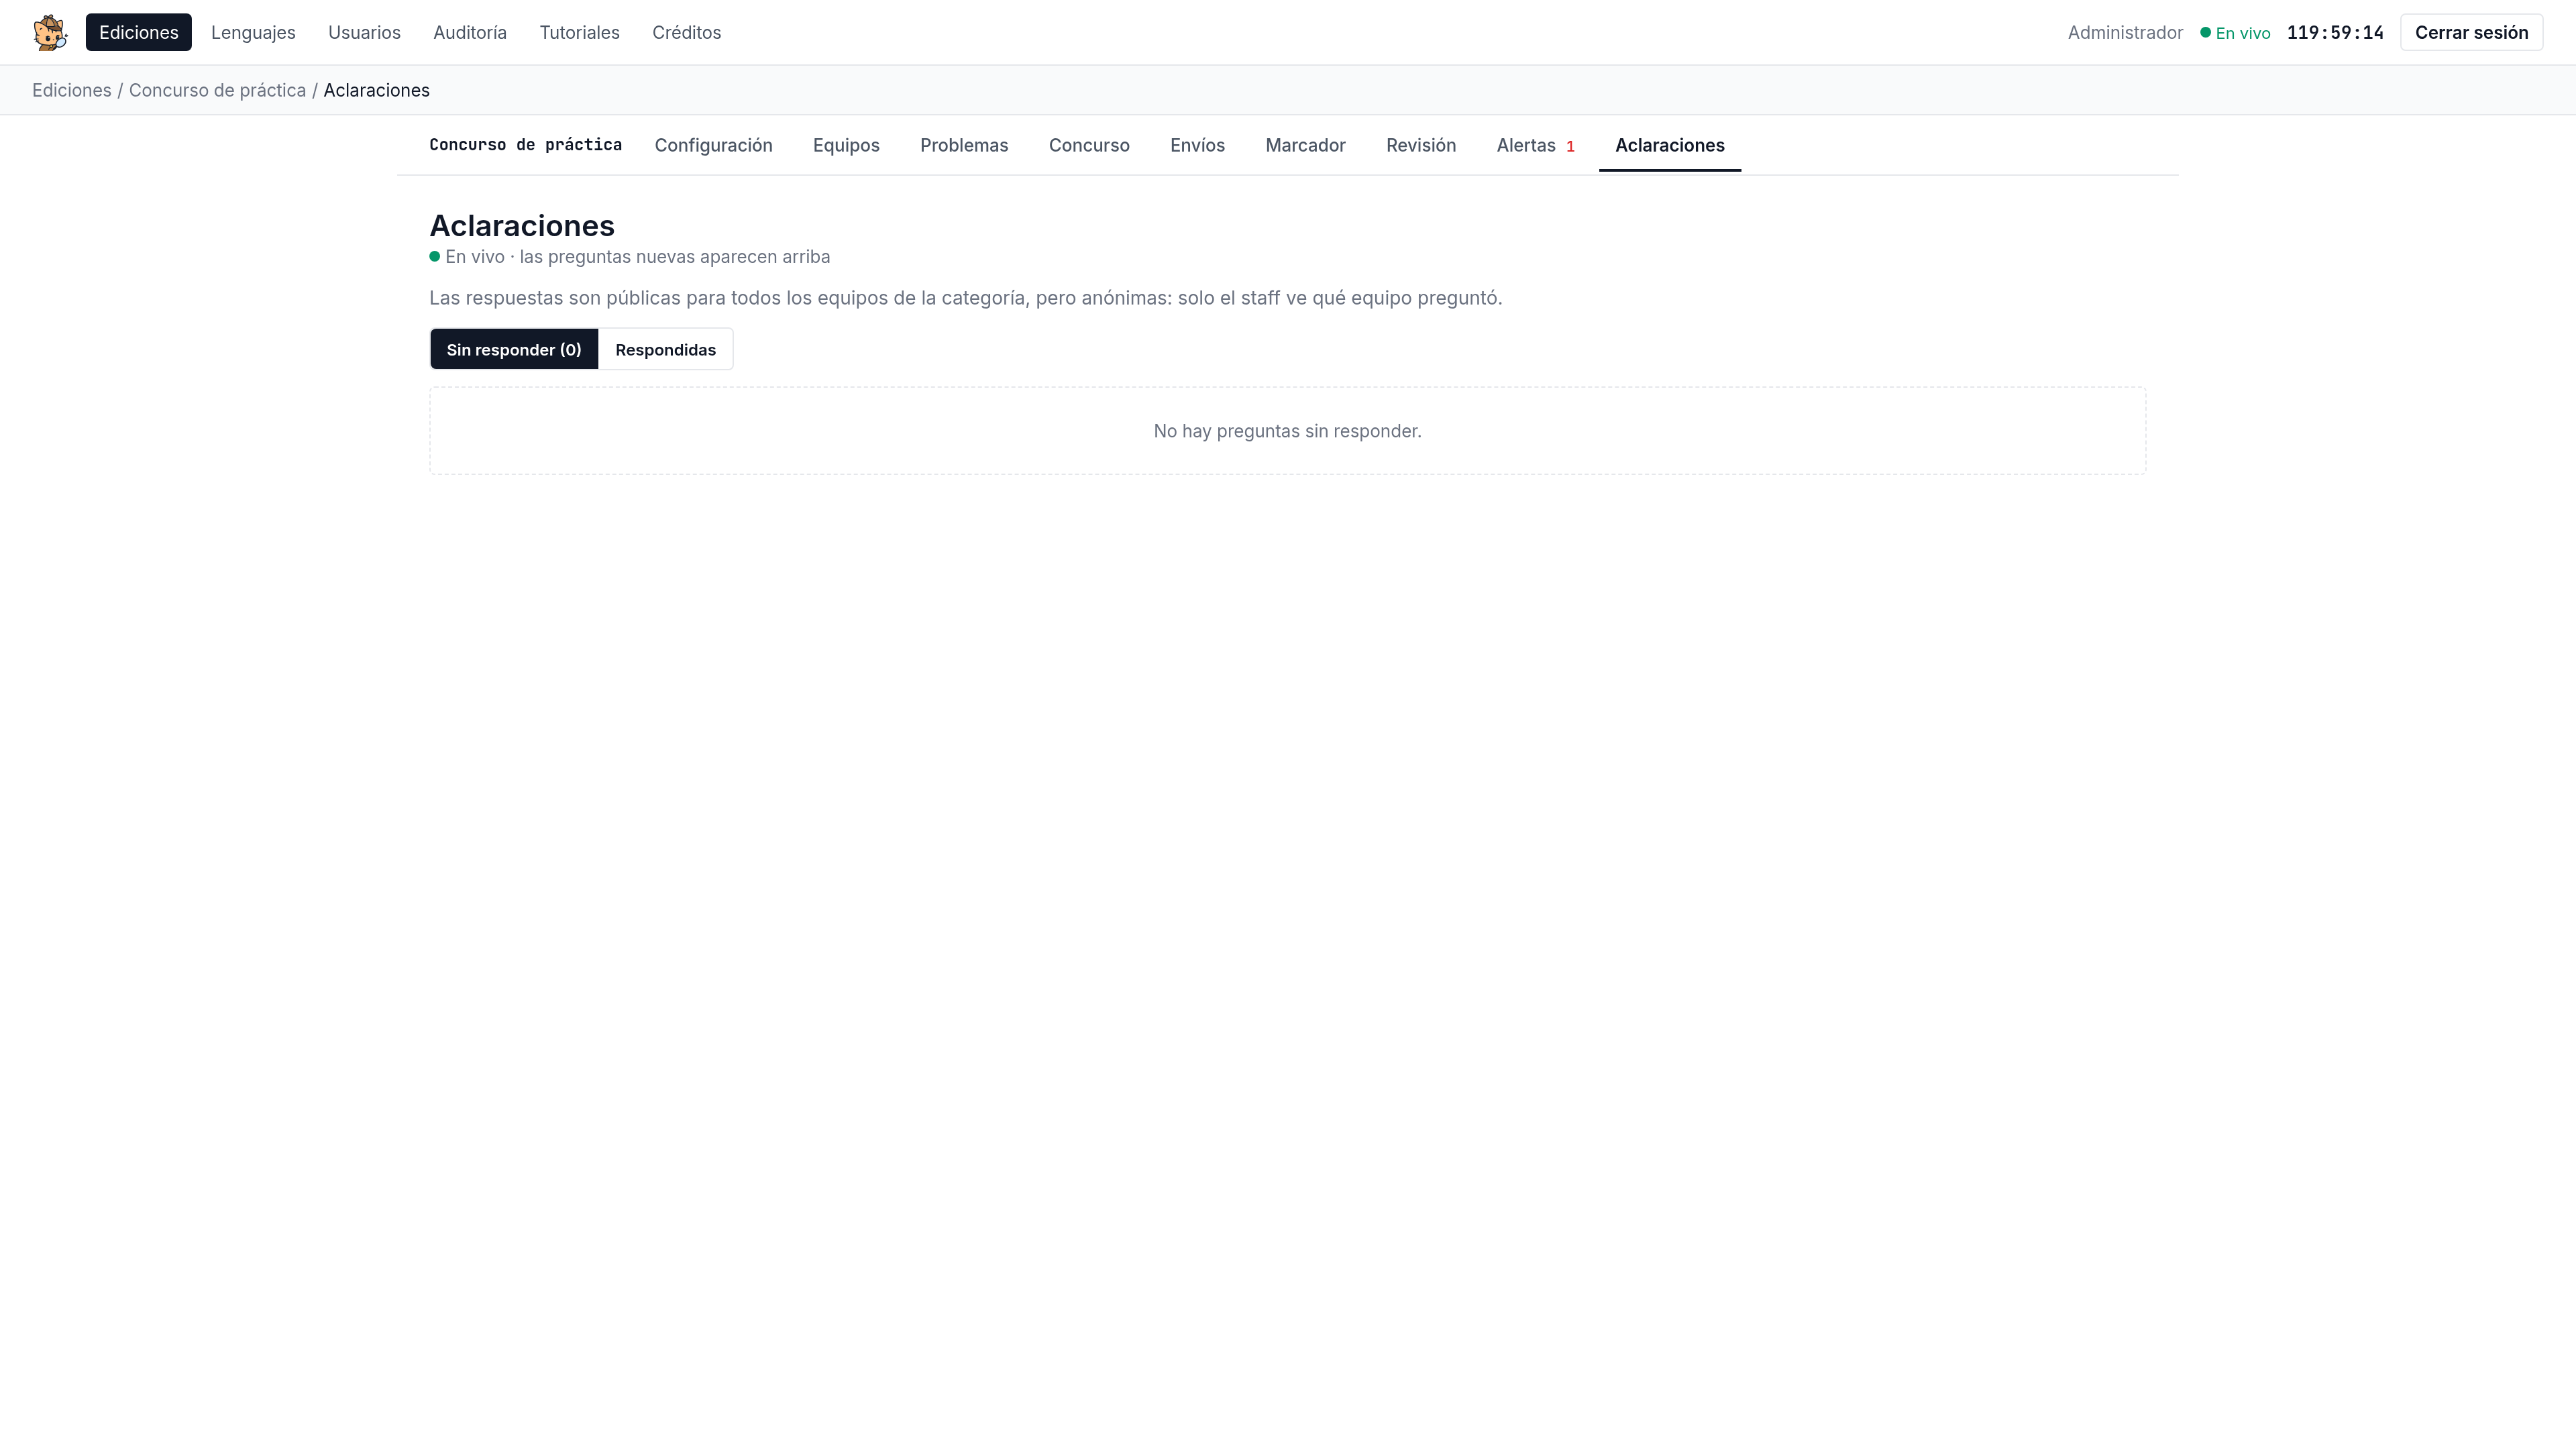 Ediciones Lenguajes Usuarios Auditoría Tutoriales Créditos Administrador En vivo 119:59:14 Cerrar sesión
Ediciones / Concurso de práctica / Aclaraciones
Concurso de práctica Configuración Equipos Problemas Concurso Envíos Marcador Revisión Alertas 1 Aclaraciones
Aclaraciones
En vivo · las preguntas nuevas aparecen arriba
Las respuestas son públicas para todos los equipos de la categoría, pero anónimas: solo el staff ve qué equipo preguntó.
Sin responder (0) Respondidas
No hay preguntas sin responder.